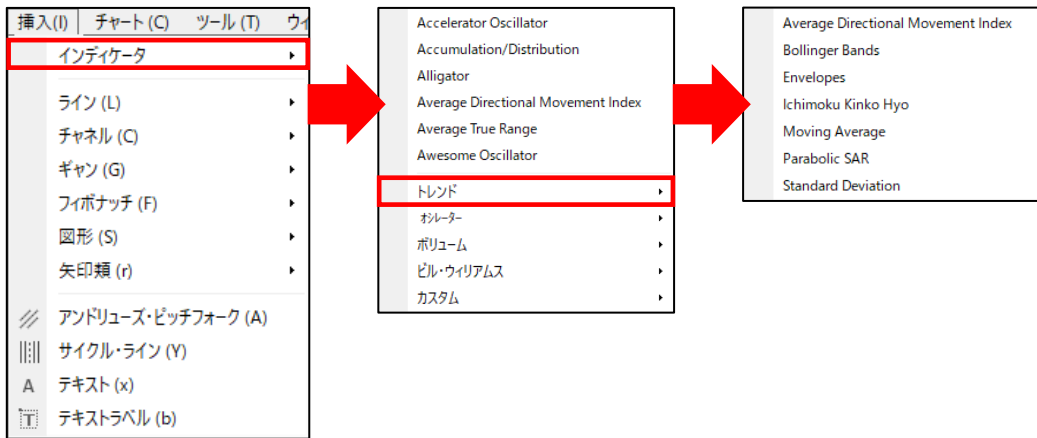 挿入(I) チャート (C) ツール (T)
インディケータ
ライン (L)
チャネル (C)
ギャン (G)
フィボナッチ (F)
図形 (S)
矢印類 (r)
アンドリューズ・ピッチフォーク (A)
サイクル・ライン (Y)
A テキスト (x)
T テキストラベル (b)
Accelerator Oscillator
Accumulation/Distribution
Alligator
Average Directional Movement Index
Average True Range
Awesome Oscillator
トレンド
オシレーター
ボリューム
ビル・ウィリアムス
カスタム
Average Directional Movement Index
Bollinger Bands
Envelopes
Ichimoku Kinko Hyo
Moving Average
Parabolic SAR
Standard Deviation